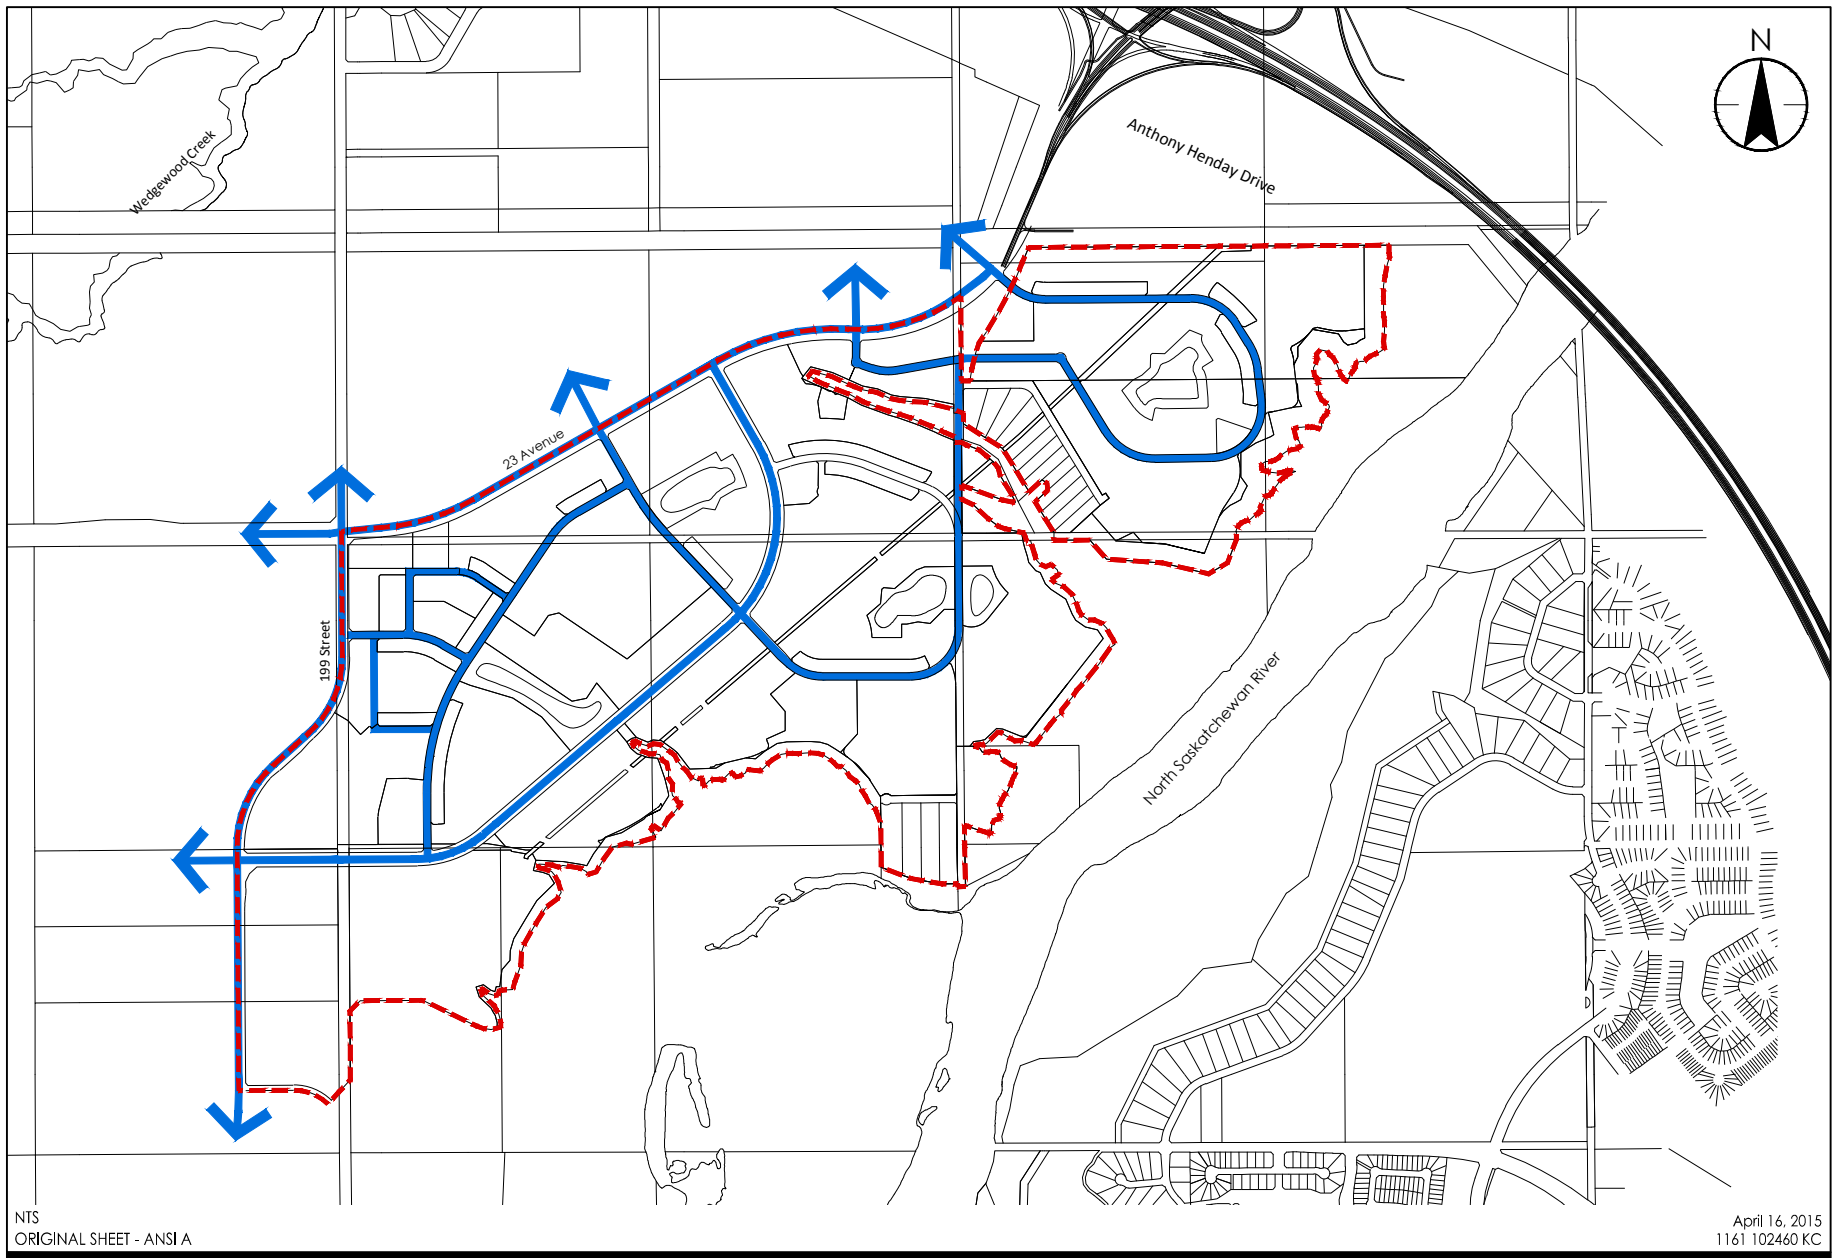 N
Anthony Henday Drive
Wedgewood Creek
23 Avenue
199 Street
North Saskatchewan River
NTS
ORIGINAL SHEET - ANSI A
April 16, 2015
1161 102460 KC